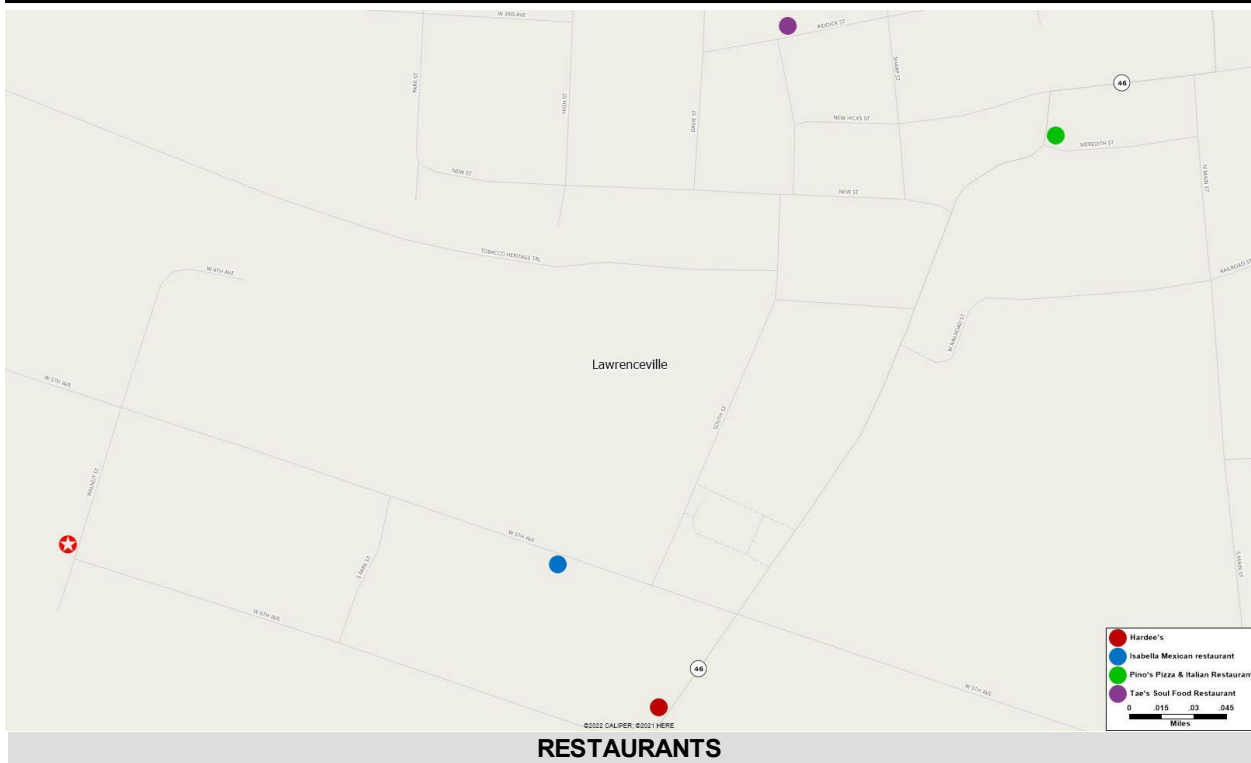 W 3RD AVE
RIDDICK ST
PARK ST
HIGH ST
DAVIE ST
SHARP ST
46
NEW HICKS ST
MEREDITH ST
NEW ST
NEW ST
N MAIN ST
TOBACCO HERITAGE TRL
W 4TH AVE
RAILROAD ST
W RAILROAD ST
Lawrenceville
W 5TH AVE
SOUTH ST
WALNUT ST
W 5TH AVE
S PARK ST
S MAIN ST
W 6TH AVE
46
W 5TH AVE
Hardee's
Isabella Mexican restaurant
Pino's Pizza & Italian Restaurant
Tae's Soul Food Restaurant
0 .015 .03 .045
Miles
©2022 CALIPER; ©2021 HERE
RESTAURANTS